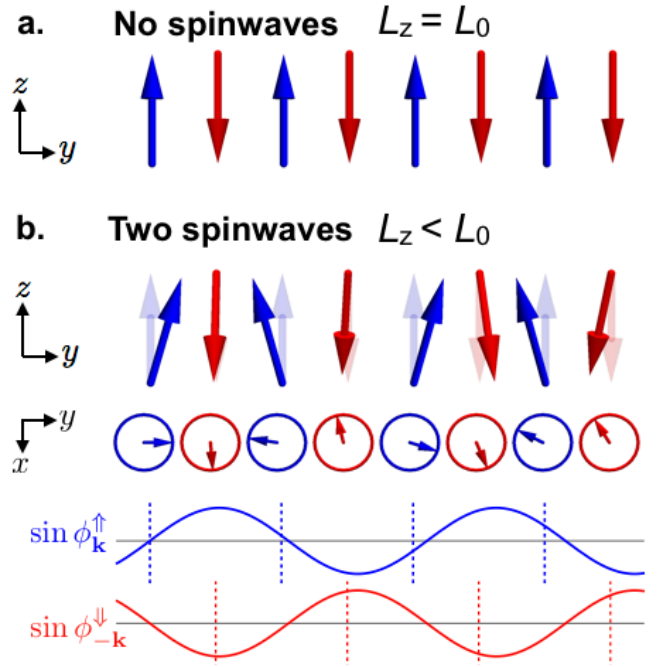 a. No spinwaves L_z = L_0
z
y
b. Two spinwaves L_z < L_0
z
y
y
x
sin ϕ_k^⇑
sin ϕ_{-k}^⇓